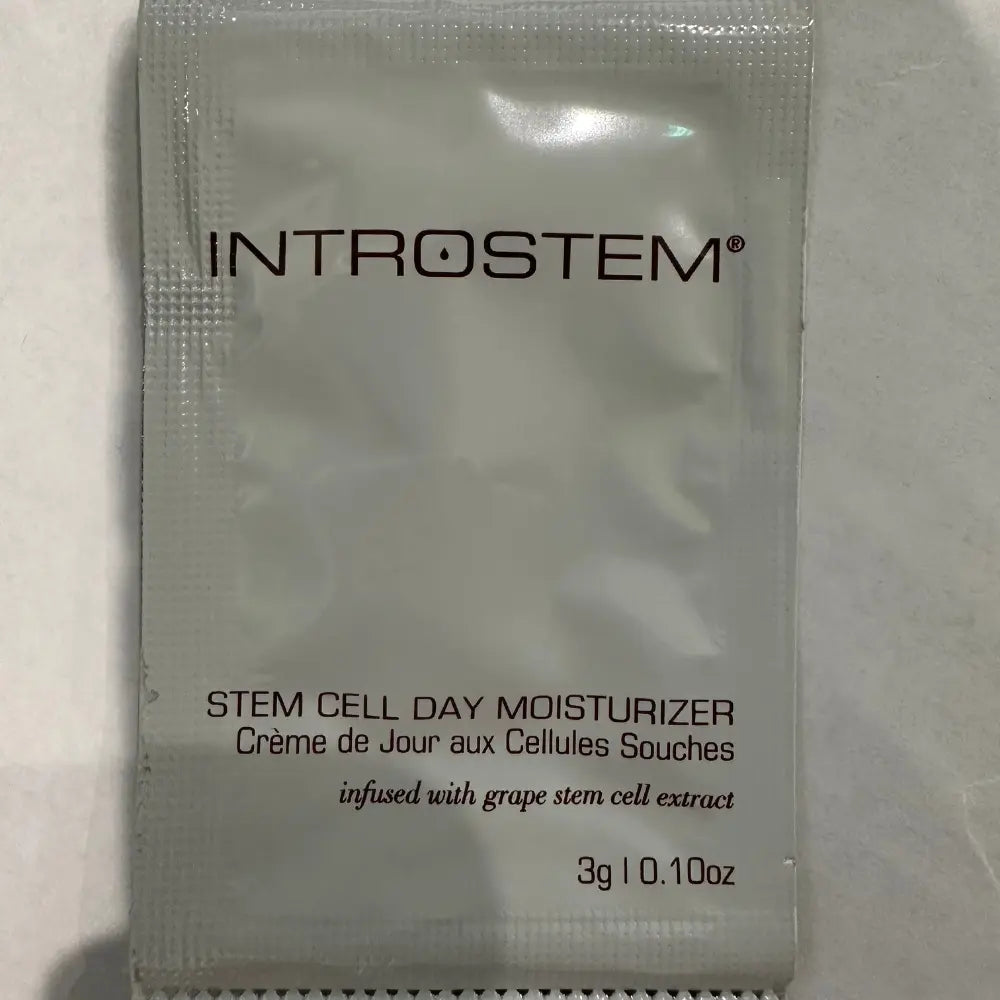 INTROSTEM®
STEM CELL DAY MOISTURIZER
Crème de Jour aux Cellules Souches
infused with grape stem cell extract
3g | 0.10oz